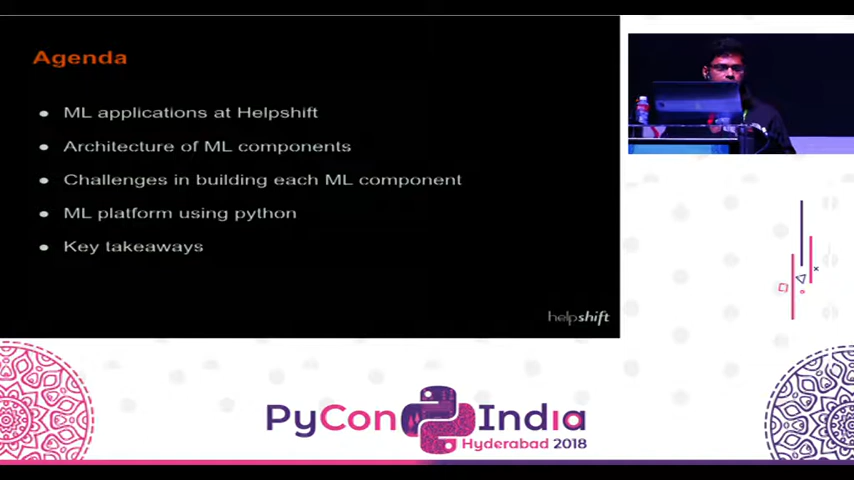 Agenda
ML applications at Helpshift
Architecture of ML components
Challenges in building each ML component
ML platform using python
Key takeaways
helpshift
PyCon India
Hyderabad 2018